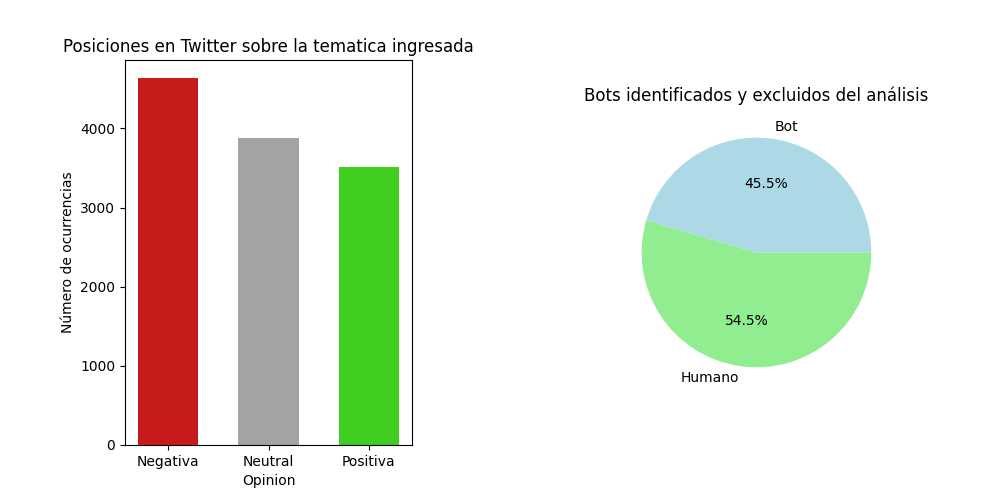 Posiciones en Twitter sobre la tematica ingresada
Número de ocurrencias
4000
3000
2000
1000
0
Negativa
Neutral
Positiva
Opinion
Bots identificados y excluidos del análisis
Bot
45.5%
54.5%
Humano